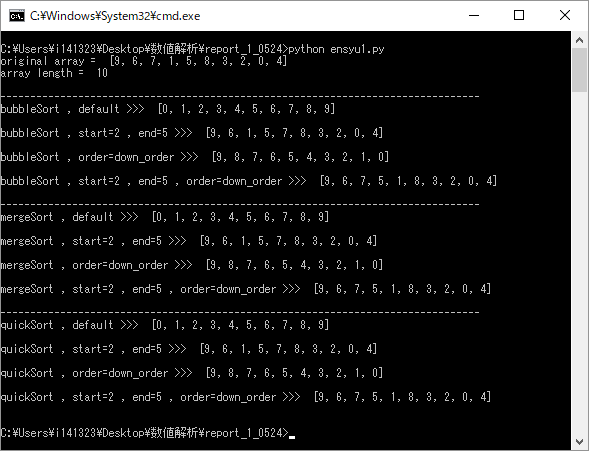 C:¥Windows¥System32¥cmd.exe
C:¥Users¥i141323¥Desktop¥数値解析¥report_1_0524>python ensyu1.py
original array =  [9, 6, 7, 1, 5, 8, 3, 2, 0, 4]
array length =  10
--------------------------------------------------------------------------------
bubbleSort , default >>>  [0, 1, 2, 3, 4, 5, 6, 7, 8, 9]
bubbleSort , start=2 , end=5 >>>  [9, 6, 1, 5, 7, 8, 3, 2, 0, 4]
bubbleSort , order=down_order >>>  [9, 8, 7, 6, 5, 4, 3, 2, 1, 0]
bubbleSort , start=2 , end=5 , order=down_order >>>  [9, 6, 7, 5, 1, 8, 3, 2, 0, 4]
--------------------------------------------------------------------------------
mergeSort , default >>>  [0, 1, 2, 3, 4, 5, 6, 7, 8, 9]
mergeSort , start=2 , end=5 >>>  [9, 6, 1, 5, 7, 8, 3, 2, 0, 4]
mergeSort , order=down_order >>>  [9, 8, 7, 6, 5, 4, 3, 2, 1, 0]
mergeSort , start=2 , end=5 , order=down_order >>>  [9, 6, 7, 5, 1, 8, 3, 2, 0, 4]
--------------------------------------------------------------------------------
quickSort , default >>>  [0, 1, 2, 3, 4, 5, 6, 7, 8, 9]
quickSort , start=2 , end=5 >>>  [9, 6, 1, 5, 7, 8, 3, 2, 0, 4]
quickSort , order=down_order >>>  [9, 8, 7, 6, 5, 4, 3, 2, 1, 0]
quickSort , start=2 , end=5 , order=down_order >>>  [9, 6, 7, 5, 1, 8, 3, 2, 0, 4]
C:¥Users¥i141323¥Desktop¥数値解析¥report_1_0524>